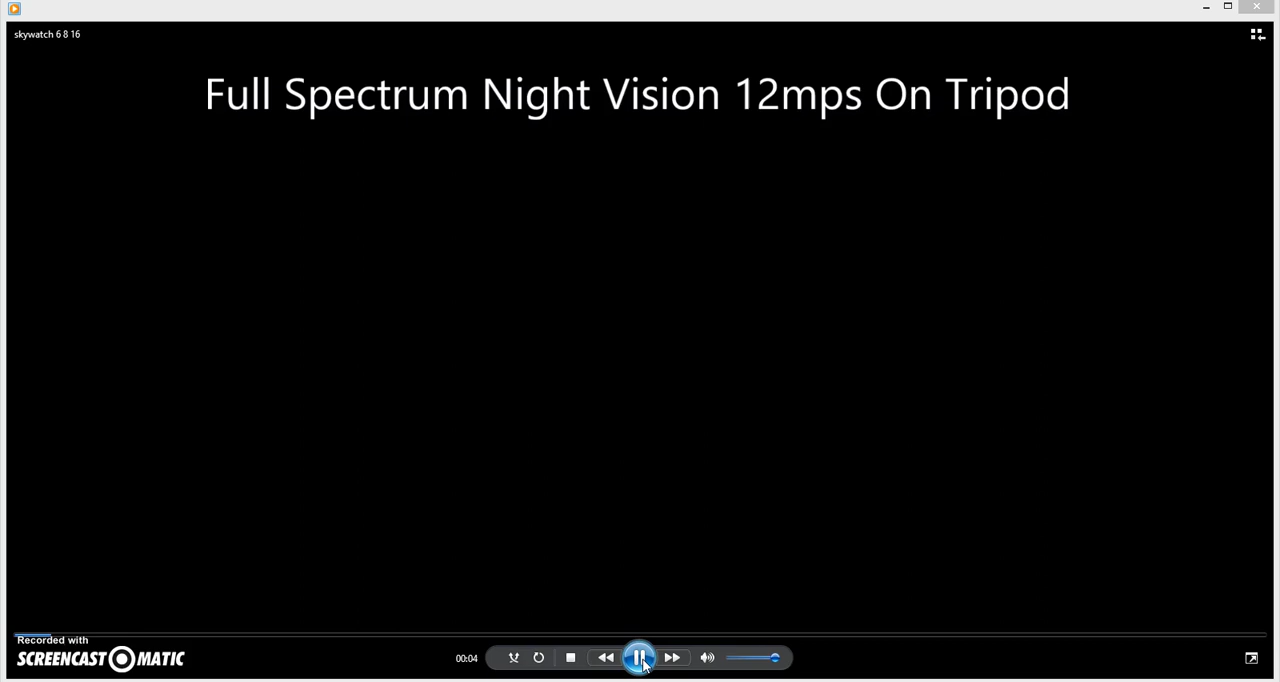 skywatch 6 8 16
Full Spectrum Night Vision 12mps On Tripod
Recorded with
SCREENCAST MATIC
00:04